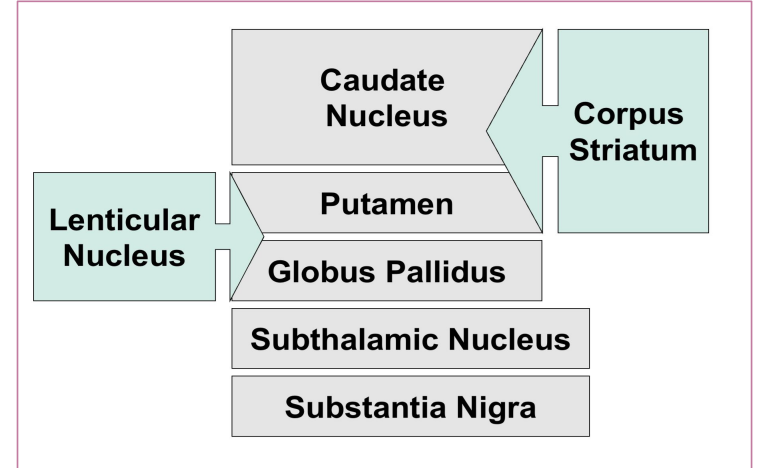 Caudate
Nucleus
Corpus
Striatum
Putamen
Lenticular
Nucleus
Globus Pallidus
Subthalamic Nucleus
Substantia Nigra